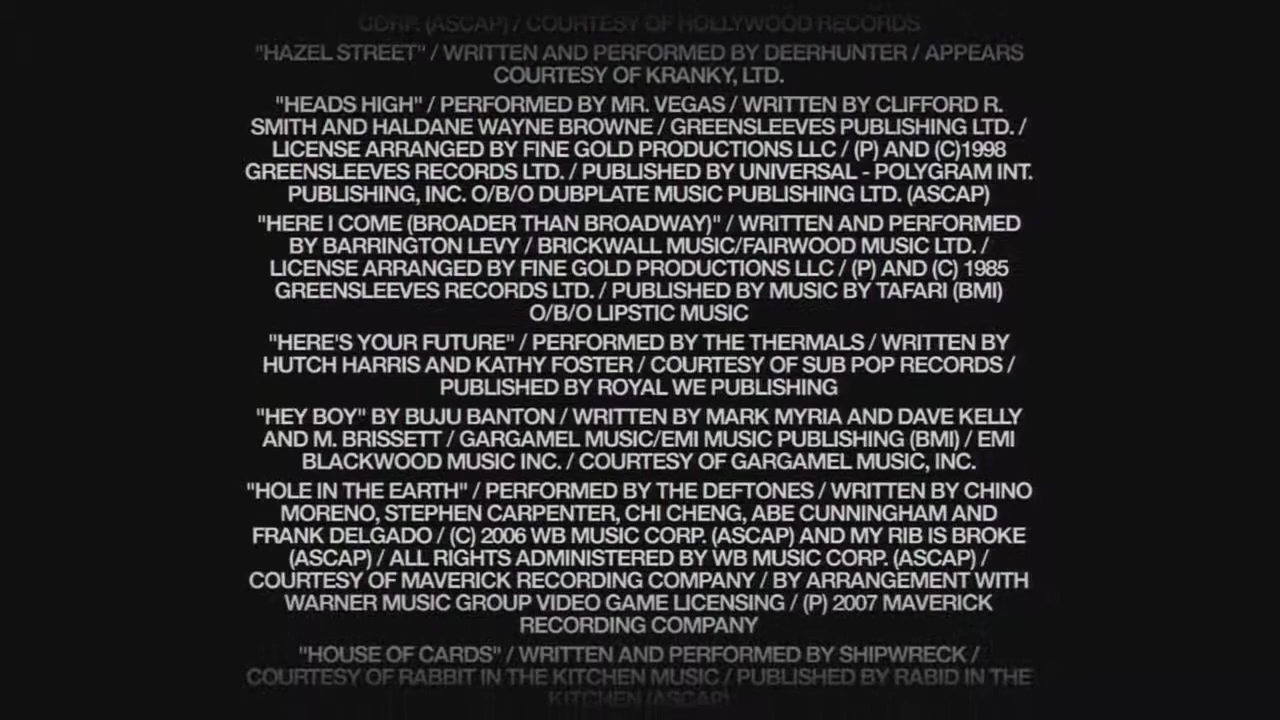 CORP. (ASCAP) / COURTESY OF HOLLYWOOD RECORDS
"HAZEL STREET" / WRITTEN AND PERFORMED BY DEERHUNTER / APPEARS
COURTESY OF KRANKY, LTD.
"HEADS HIGH" / PERFORMED BY MR. VEGAS / WRITTEN BY CLIFFORD R.
SMITH AND HALDANE WAYNE BROWNE / GREENSLEEVES PUBLISHING LTD. /
LICENSE ARRANGED BY FINE GOLD PRODUCTIONS LLC / (P) AND (C)1998
GREENSLEEVES RECORDS LTD. / PUBLISHED BY UNIVERSAL - POLYGRAM INT.
PUBLISHING, INC. O/B/O DUBPLATE MUSIC PUBLISHING LTD. (ASCAP)
"HERE I COME (BROADER THAN BROADWAY)" / WRITTEN AND PERFORMED
BY BARRINGTON LEVY / BRICKWALL MUSIC/FAIRWOOD MUSIC LTD. /
LICENSE ARRANGED BY FINE GOLD PRODUCTIONS LLC / (P) AND (C) 1985
GREENSLEEVES RECORDS LTD. / PUBLISHED BY MUSIC BY TAFARI (BMI)
O/B/O LIPSTIC MUSIC
"HERE'S YOUR FUTURE" / PERFORMED BY THE THERMALS / WRITTEN BY
HUTCH HARRIS AND KATHY FOSTER / COURTESY OF SUB POP RECORDS /
PUBLISHED BY ROYAL WE PUBLISHING
"HEY BOY" BY BUJU BANTON / WRITTEN BY MARK MYRIA AND DAVE KELLY
AND M. BRISSETT / GARGAMEL MUSIC/EMI MUSIC PUBLISHING (BMI) / EMI
BLACKWOOD MUSIC INC. / COURTESY OF GARGAMEL MUSIC, INC.
"HOLE IN THE EARTH" / PERFORMED BY THE DEFTONES / WRITTEN BY CHINO
MORENO, STEPHEN CARPENTER, CHI CHENG, ABE CUNNINGHAM AND
FRANK DELGADO / (C) 2006 WB MUSIC CORP. (ASCAP) AND MY RIB IS BROKE
(ASCAP) / ALL RIGHTS ADMINISTERED BY WB MUSIC CORP. (ASCAP) /
COURTESY OF MAVERICK RECORDING COMPANY / BY ARRANGEMENT WITH
WARNER MUSIC GROUP VIDEO GAME LICENSING / (P) 2007 MAVERICK
RECORDING COMPANY
"HOUSE OF CARDS" / WRITTEN AND PERFORMED BY SHIPWRECK /
COURTESY OF RABBIT IN THE KITCHEN MUSIC / PUBLISHED BY RABID IN THE
KITCHEN (ASCAP)